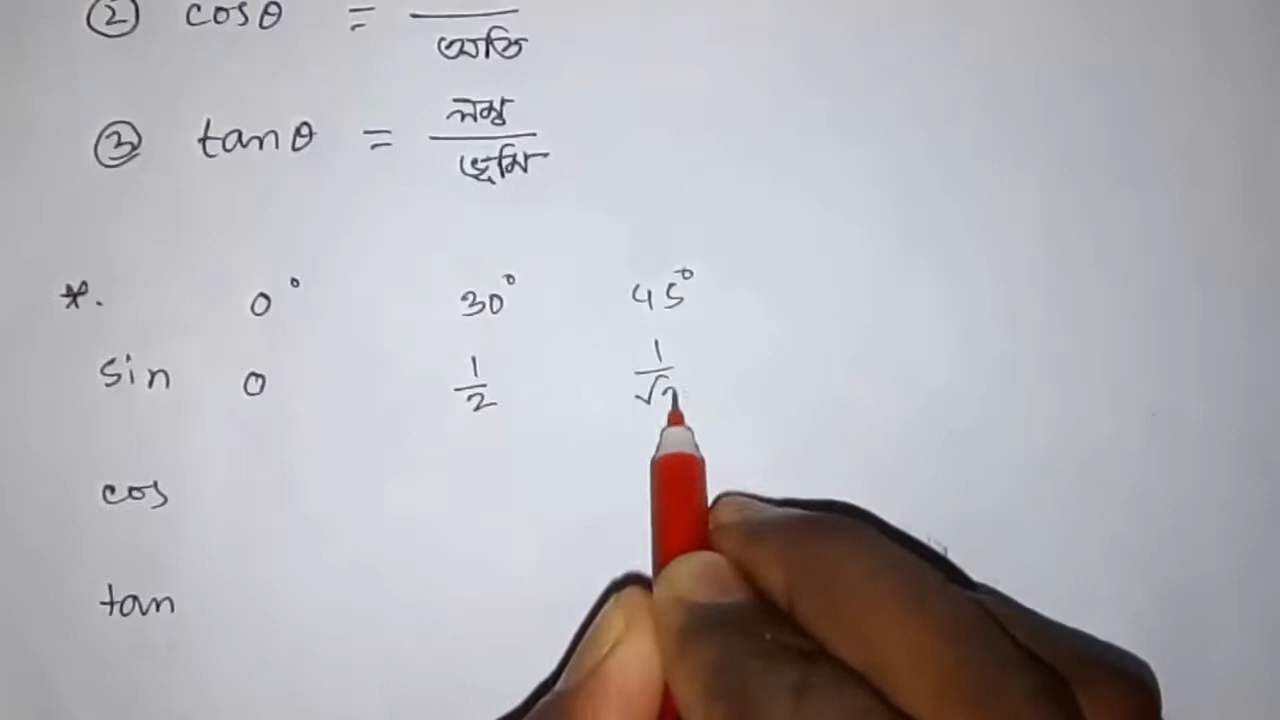 ② cosθ = —
অতি
③ tanθ = লম্ব
ভূমি
*. 0° 30° 45°
sin 0 1/2 1/√2
cos
tan